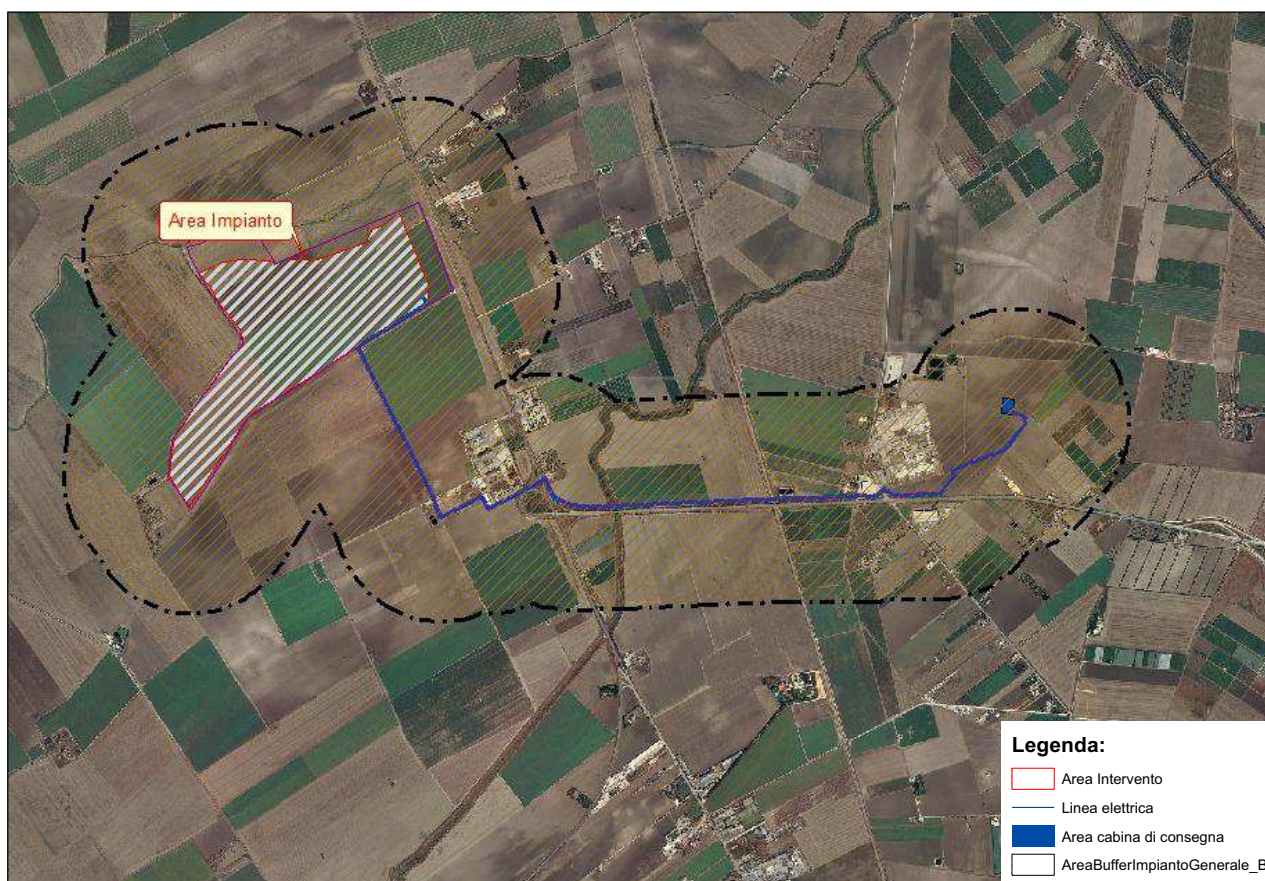 Area Impianto
Legenda:
Area Intervento
Linea elettrica
Area cabina di consegna
AreaBufferImpiantoGenerale_B